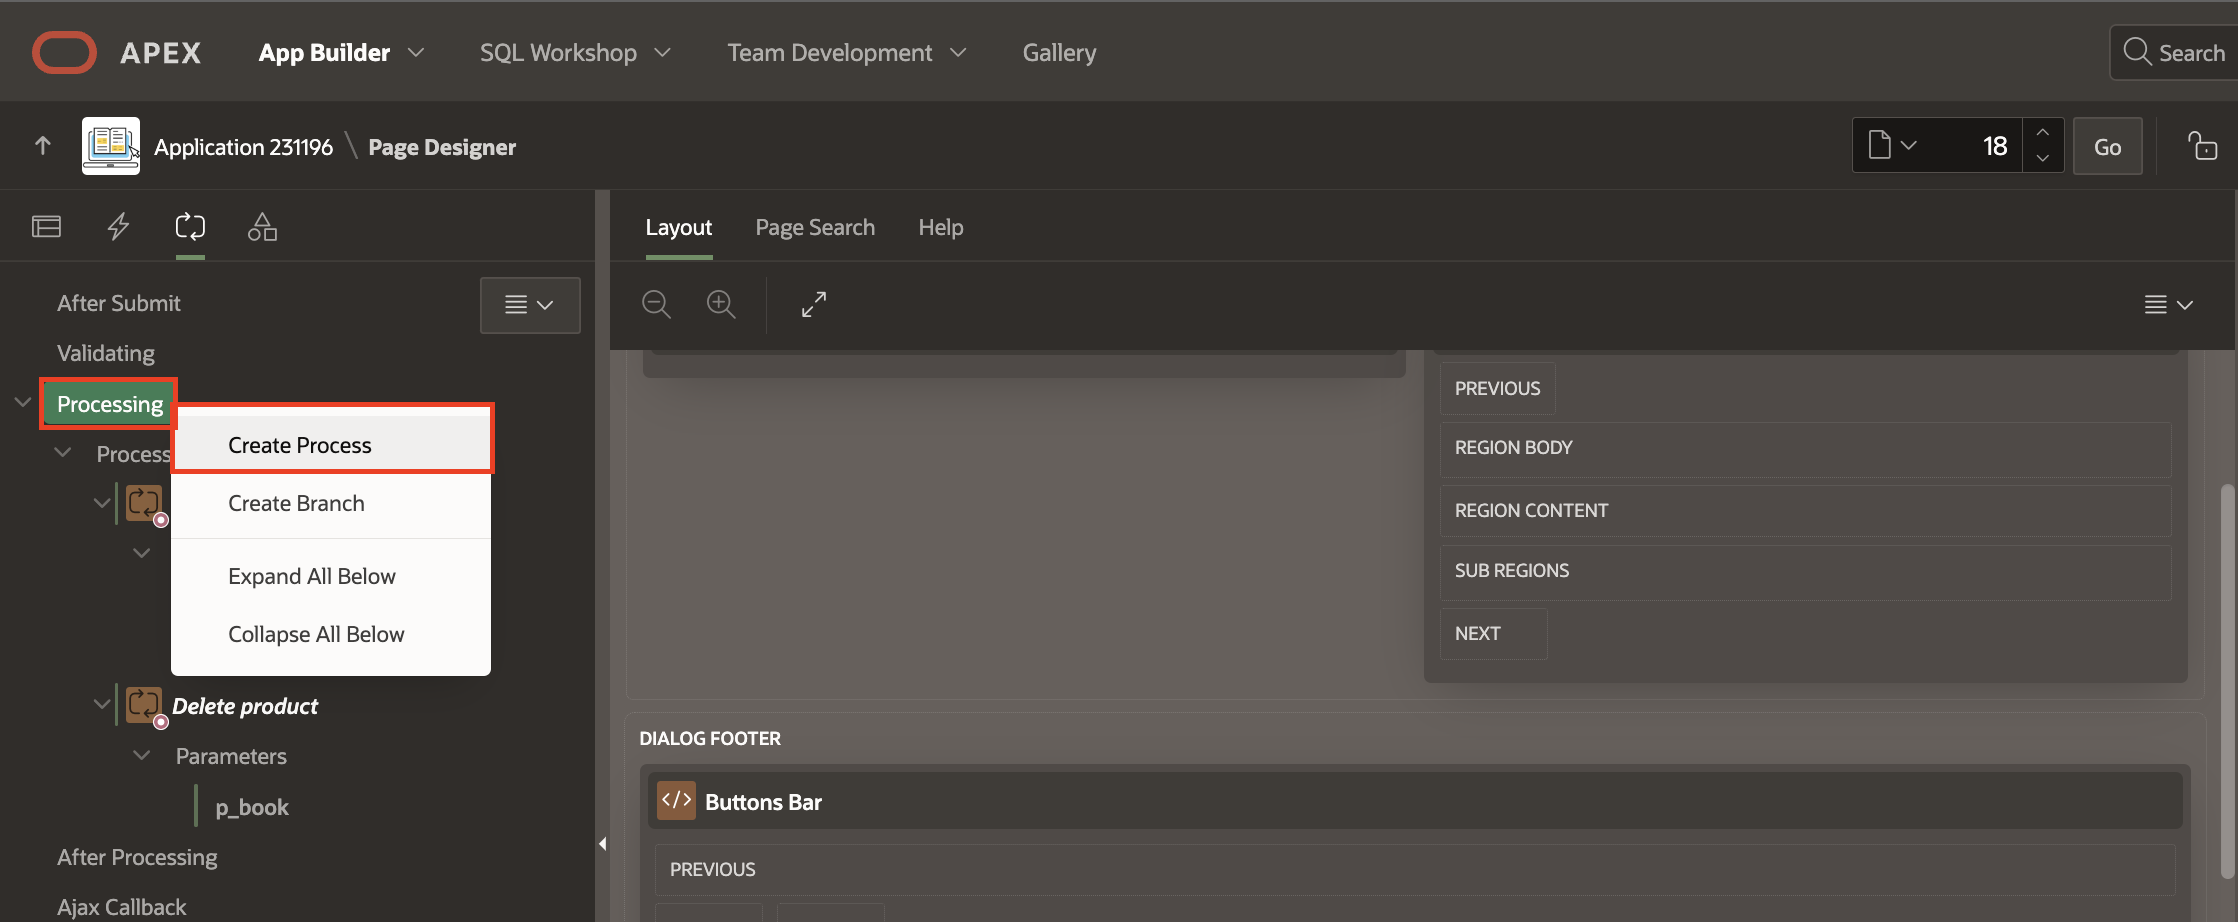 APEX
App Builder
SQL Workshop
Team Development
Gallery
Search
Application 231196 \ Page Designer
18
Go
Layout
Page Search
Help
After Submit
Validating
Processing
Create Process
Process
Create Branch
Expand All Below
Collapse All Below
Delete product
Parameters
p_book
After Processing
Ajax Callback
PREVIOUS
REGION BODY
REGION CONTENT
SUB REGIONS
NEXT
DIALOG FOOTER
</> Buttons Bar
PREVIOUS